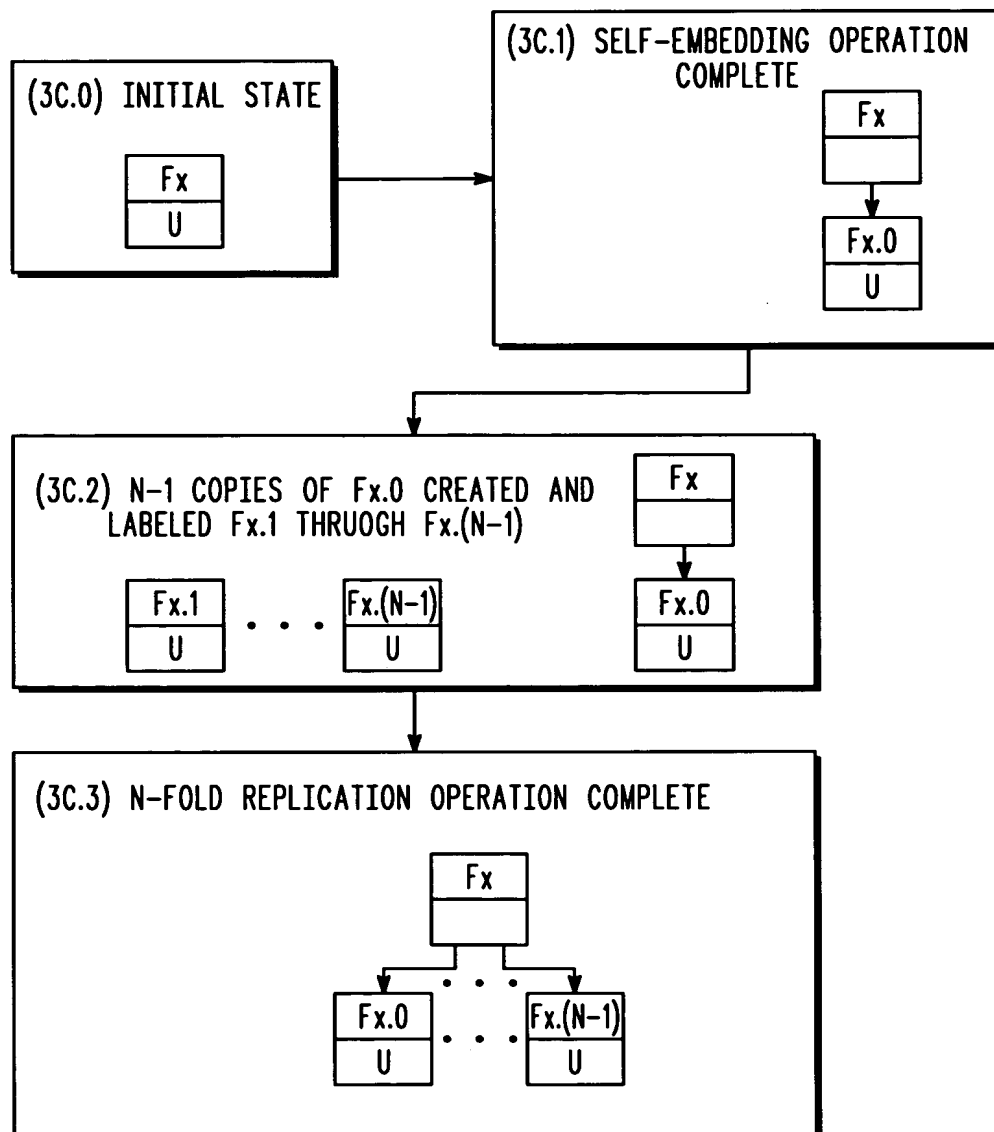 (3C.0) INITIAL STATE
Fx
U
(3C.1) SELF-EMBEDDING OPERATION
COMPLETE
Fx
Fx.0
U
(3C.2) N-1 COPIES OF Fx.0 CREATED AND
LABELED Fx.1 THRUOGH Fx.(N-1)
Fx
Fx.1
U
. . .
Fx.(N-1)
U
Fx.0
U
(3C.3) N-FOLD REPLICATION OPERATION COMPLETE
Fx
. . .
Fx.0
U
. . .
Fx.(N-1)
U